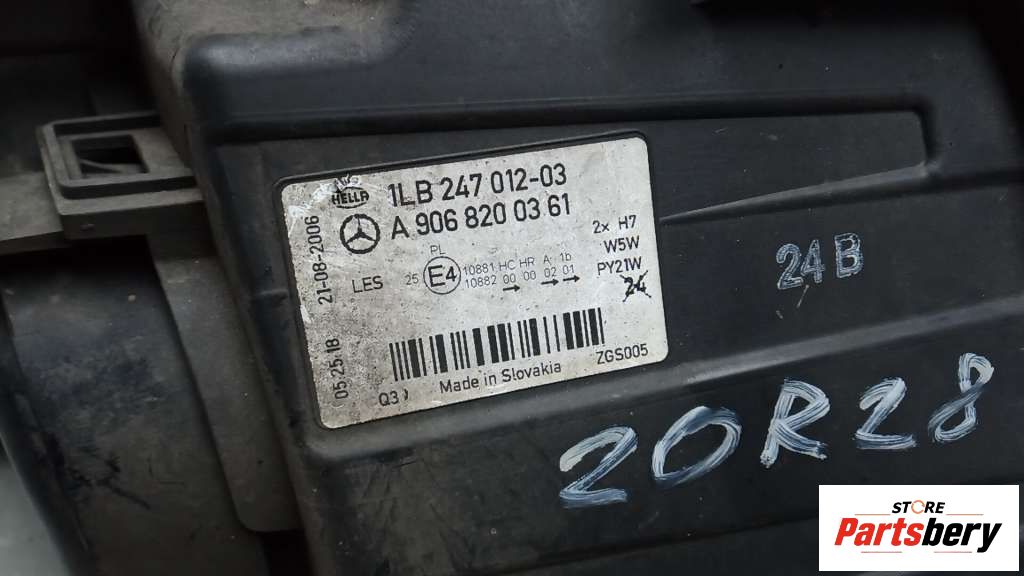 HELLA 1LB 247 012-03
A 906 820 03 61
2x H7
W5W
PY21W
24
LES
PL
25 E4 10881 HC HR A 1b
10882 00 00 02 01
→ → →
05:25:18 21-08-2006
Q3)
Made in Slovakia
ZGS005
24B
20R28
STORE
Partsbery